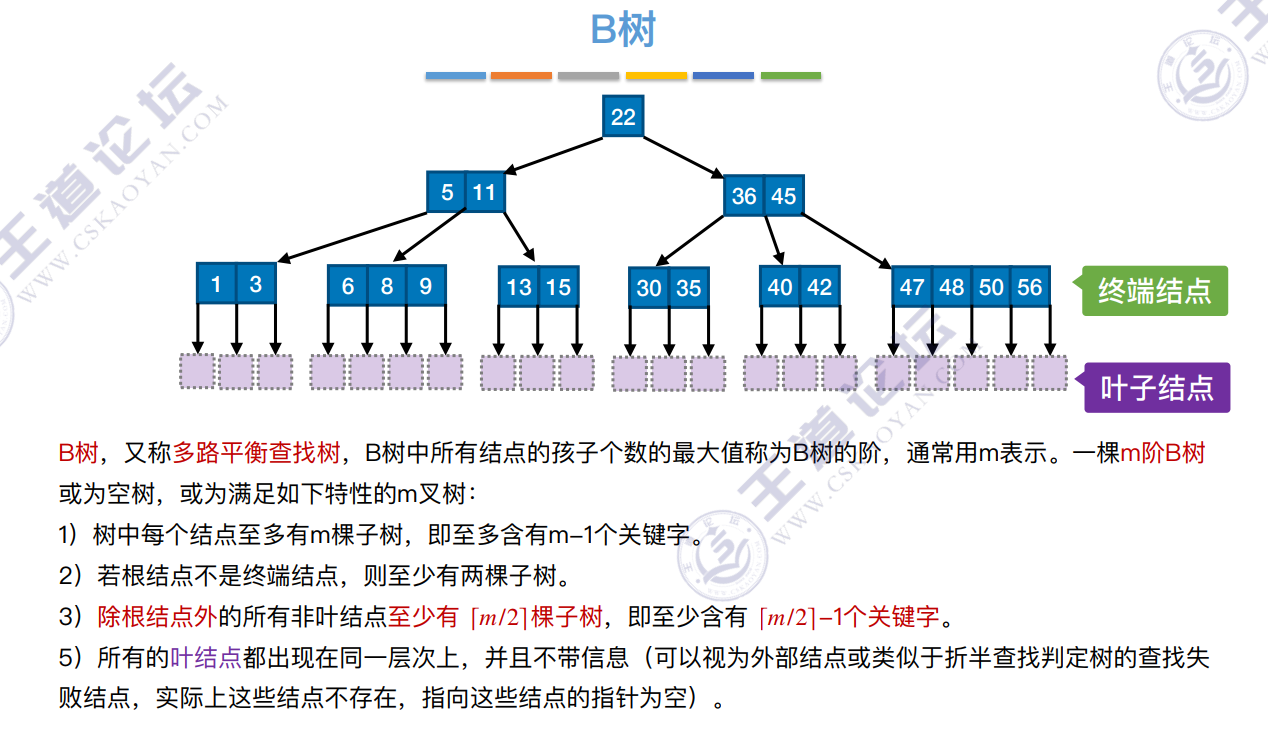 B树
22
5 11
36 45
1 3
6 8 9
13 15
30 35
40 42
47 48 50 56
终端结点
叶子结点
B树，又称多路平衡查找树，B树中所有结点的孩子个数的最大值称为B树的阶，通常用m表示。一棵m阶B树
或为空树，或为满足如下特性的m叉树：
1）树中每个结点至多有m棵子树，即至多含有m-1个关键字。
2）若根结点不是终端结点，则至少有两棵子树。
3）除根结点外的所有非叶结点至少有 ⌈m/2⌉棵子树，即至少含有 ⌈m/2⌉-1个关键字。
5）所有的叶结点都出现在同一层次上，并且不带信息（可以视为外部结点或类似于折半查找判定树的查找失
败结点，实际上这些结点不存在，指向这些结点的指针为空）。
王道论坛
WWW.CSKAOYAN.COM
王道论坛
WWW.CSKAOYAN.COM